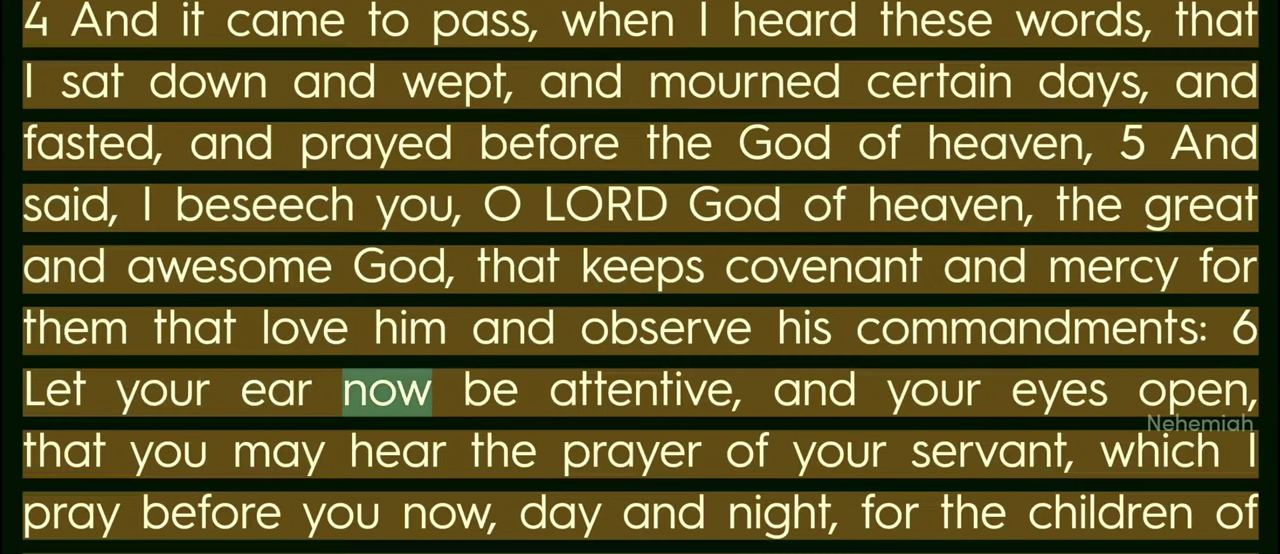 4 And it came to pass, when I heard these words, that
I sat down and wept, and mourned certain days, and
fasted, and prayed before the God of heaven, 5 And
said, I beseech you, O LORD God of heaven, the great
and awesome God, that keeps covenant and mercy for
them that love him and observe his commandments: 6
Let your ear now be attentive, and your eyes open,
Nehemiah
that you may hear the prayer of your servant, which I
pray before you now, day and night, for the children of